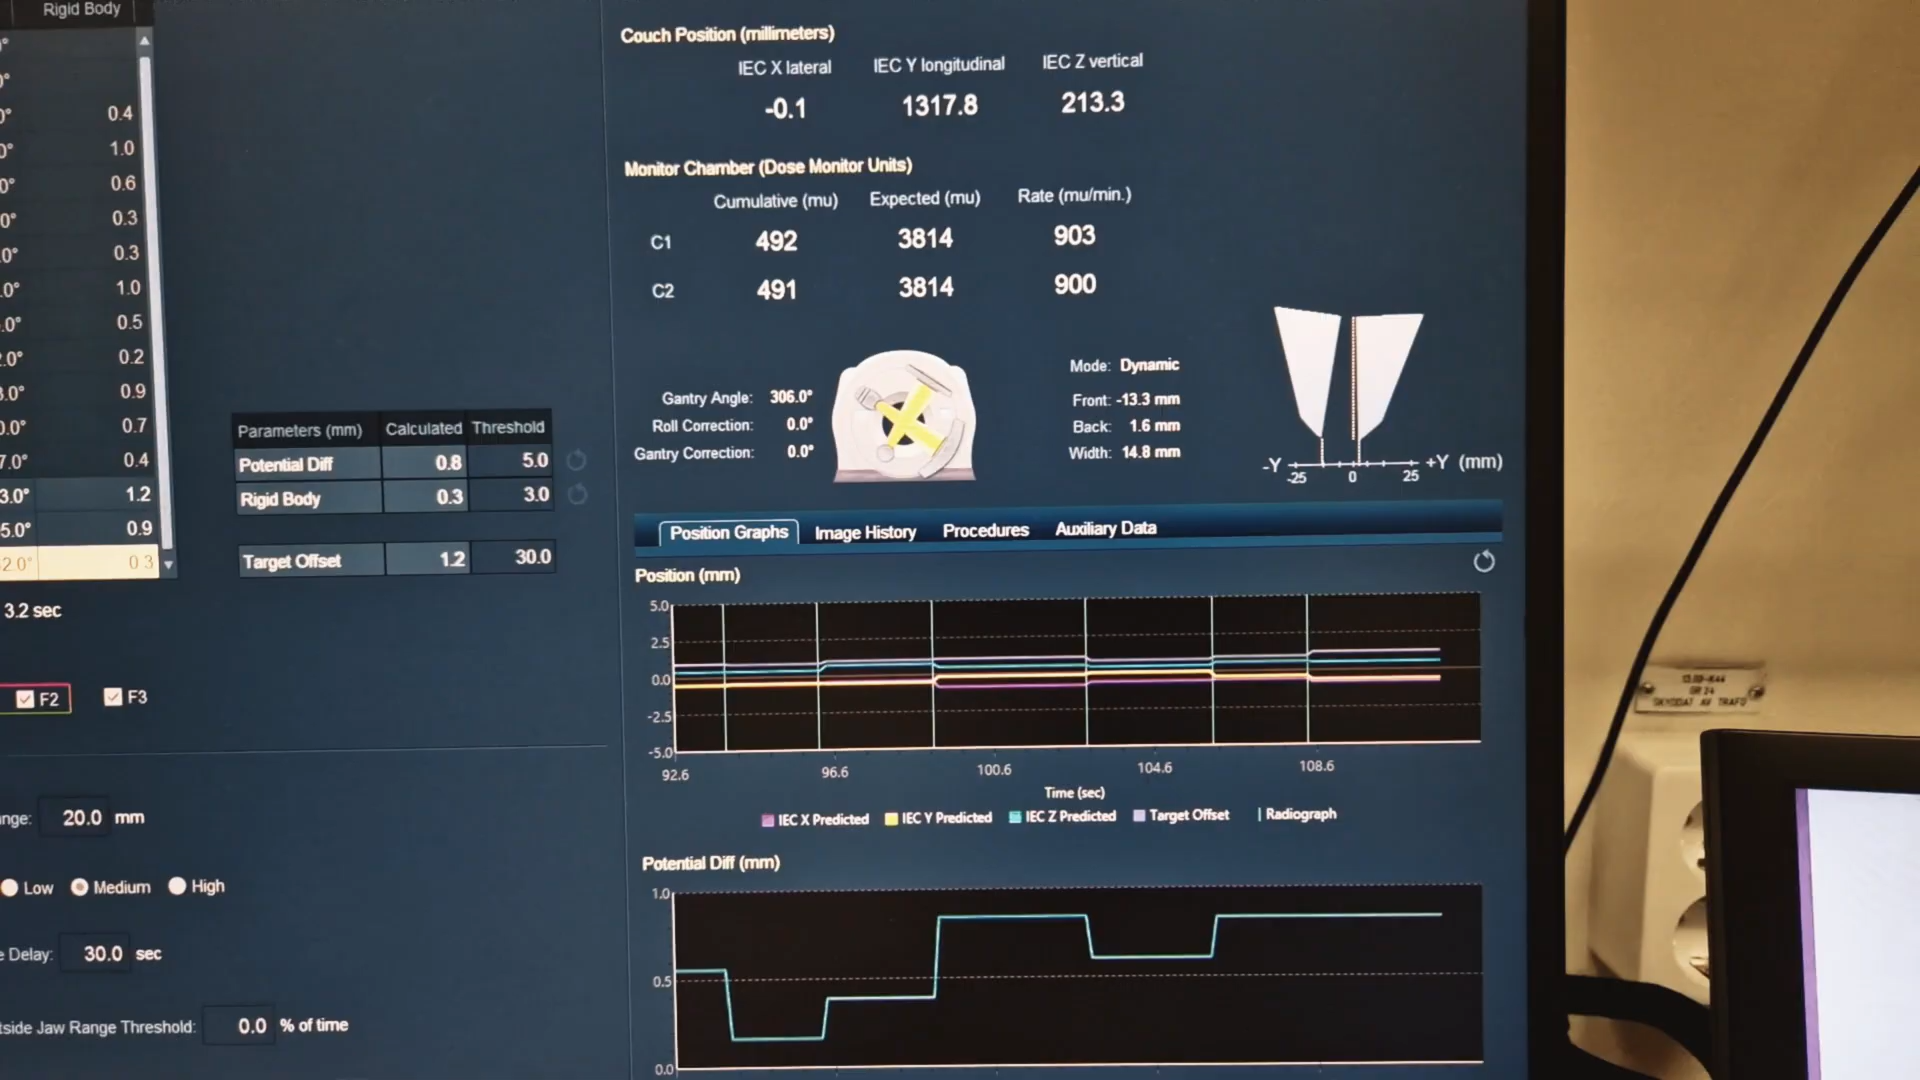 Rigid Body
0.4
1.0
0.6
0.3
0.3
1.0
0.5
0.2
0.9
0.7
7.0° 0.4
3.0° 1.2
5.0° 0.9
2.0° 0.3
3.2 sec
F2 F3
20.0 mm
Low Medium High
Delay: 30.0 sec
Jaw Range Threshold: 0.0 % of time
Parameters (mm) Calculated Threshold
Potential Diff 0.8 5.0
Rigid Body 0.3 3.0
Target Offset 1.2 30.0
Couch Position (millimeters)
IEC X lateral IEC Y longitudinal IEC Z vertical
-0.1 1317.8 213.3
Monitor Chamber (Dose Monitor Units)
Cumulative (mu) Expected (mu) Rate (mu/min.)
C1 492 3814 903
C2 491 3814 900
Gantry Angle: 306.0°
Roll Correction: 0.0°
Gantry Correction: 0.0°
Mode: Dynamic
Front: -13.3 mm
Back: 1.6 mm
Width: 14.8 mm
-Y +Y (mm)
-25 0 25
Position Graphs Image History Procedures Auxiliary Data
Position (mm)
5.0
2.5
0.0
-2.5
-5.0
92.6 96.6 100.6 104.6 108.6
Time (sec)
IEC X Predicted IEC Y Predicted IEC Z Predicted Target Offset Radiograph
Potential Diff (mm)
1.0
0.5
0.0
GR 24
SKYDDAT AV TRAFO